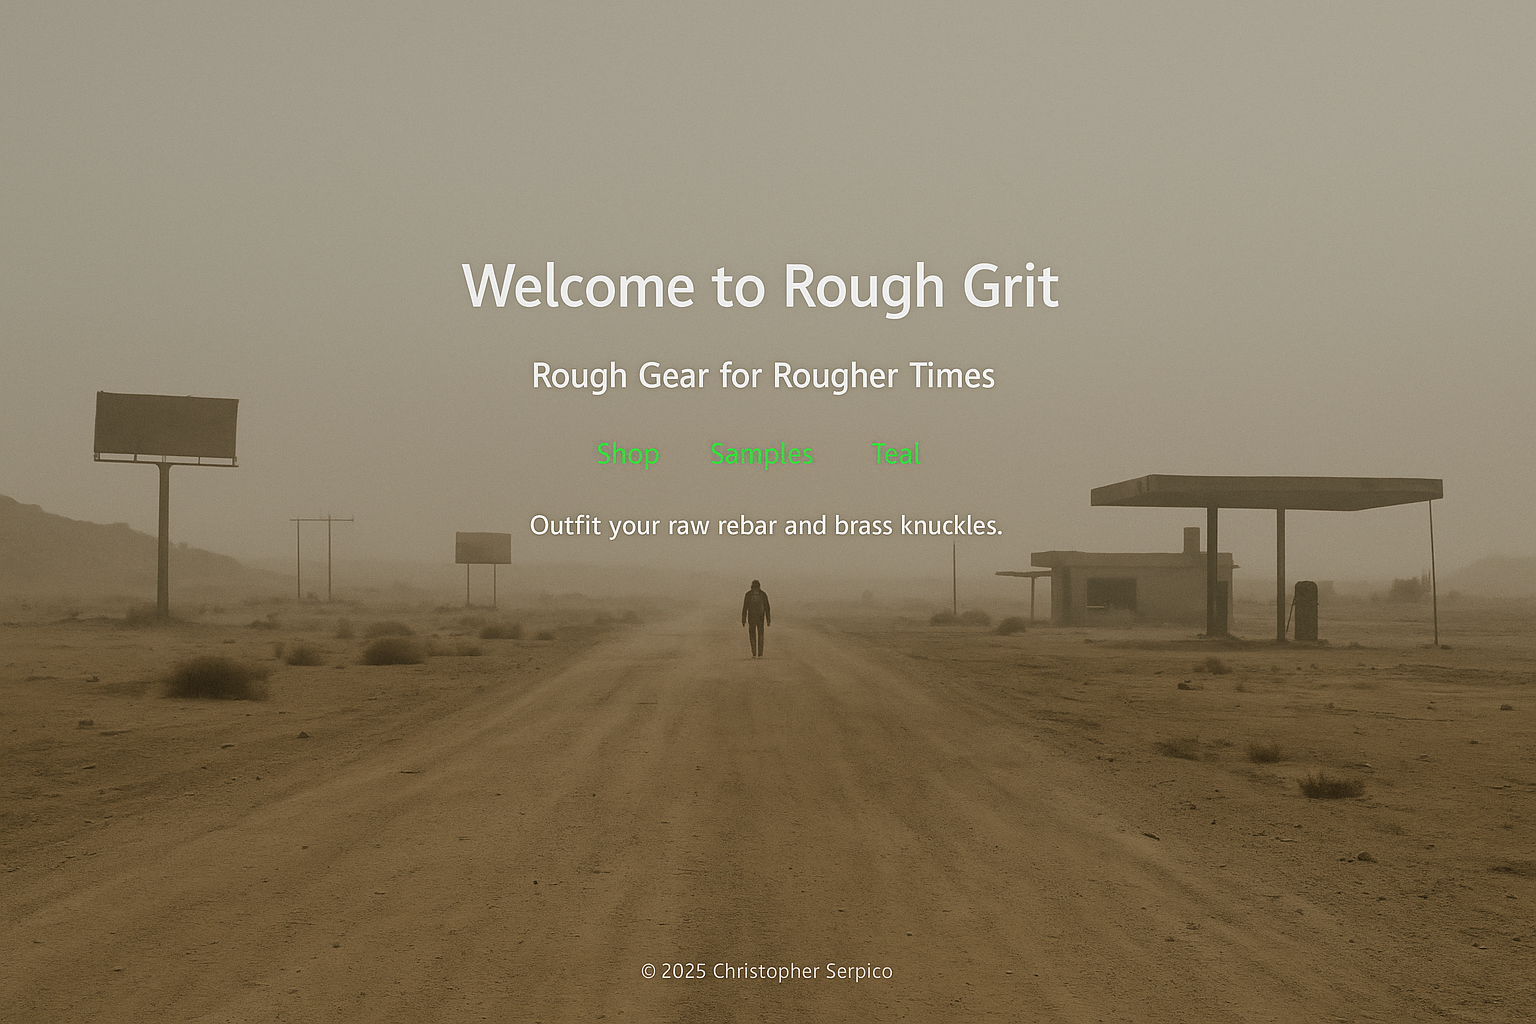 Welcome to Rough Grit
Rough Gear for Rougher Times
Shop Samples Teal
Outfit your raw rebar and brass knuckles.
© 2025 Christopher Serpico